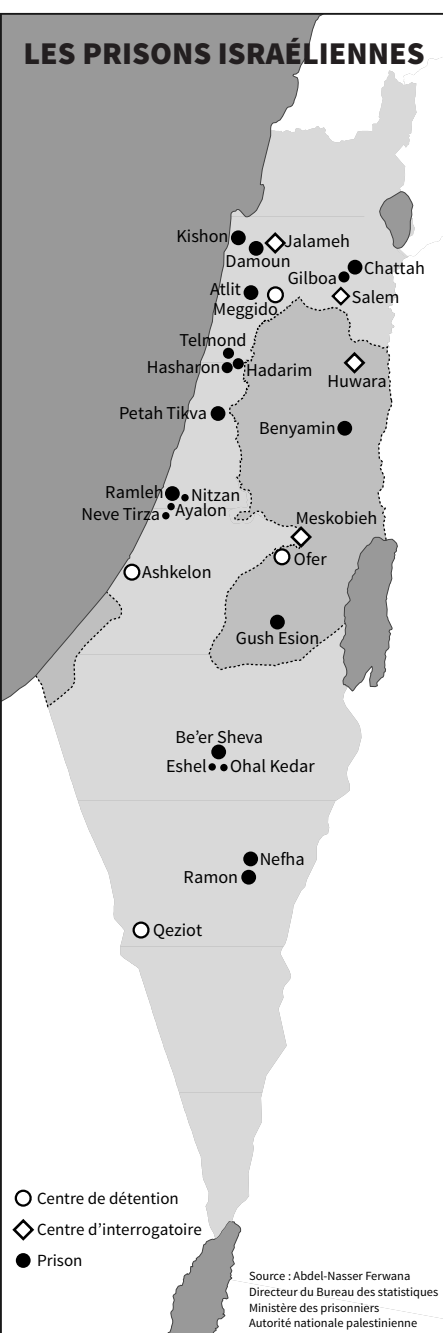 LES PRISONS ISRAÉLIENNES
Kishon
Jalameh
Damoun
Chattah
Gilboa
Atlit
Salem
Meggido
Telmond
Hasharon
Hadarim
Huwara
Petah Tikva
Benyamin
Ramleh
Nitzan
Ayalon
Neve Tirza
Meskobieh
Ofer
Ashkelon
Gush Esion
Be’er Sheva
Eshel
Ohal Kedar
Nefha
Ramon
Qeziot
Centre de détention
Centre d’interrogatoire
Prison
Source : Abdel-Nasser Ferwana
Directeur du Bureau des statistiques
Ministère des prisonniers
Autorité nationale palestinienne